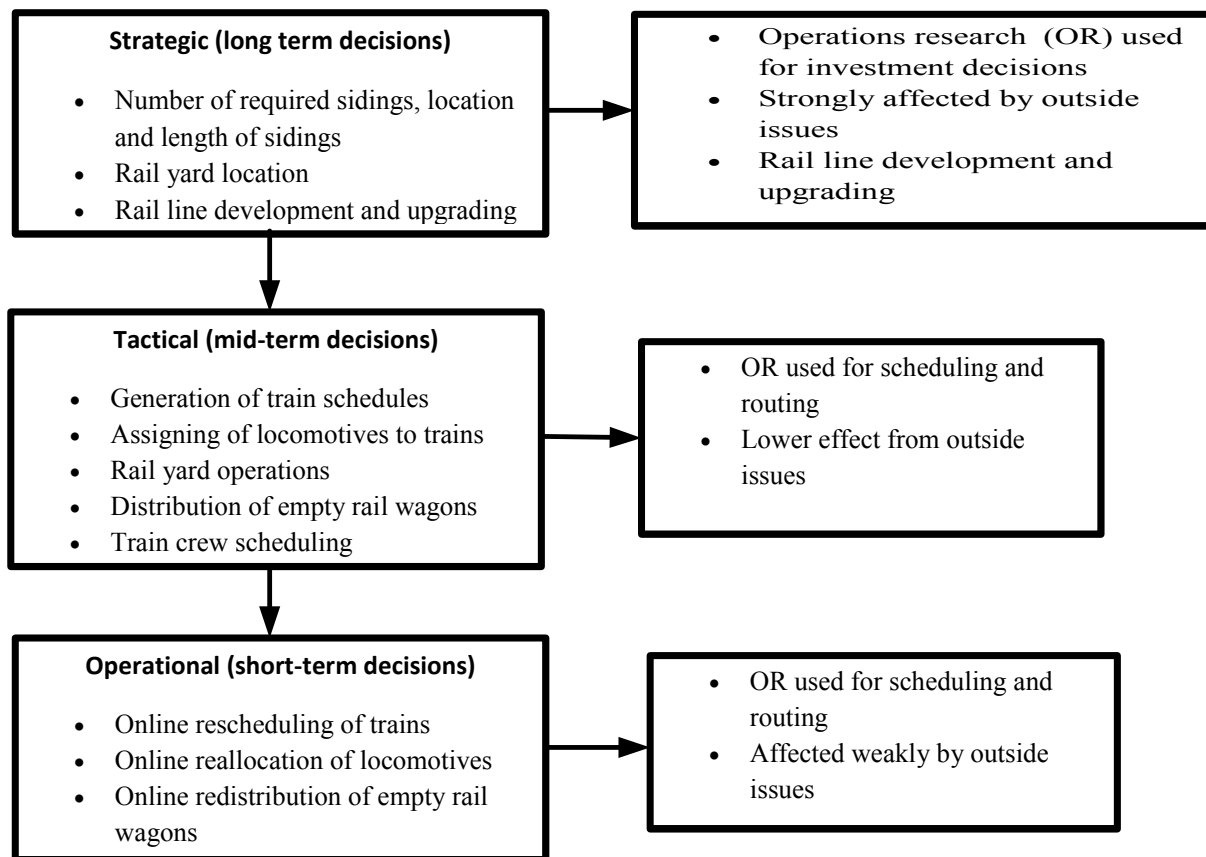 Strategic (long term decisions)
• Number of required sidings, location
and length of sidings
• Rail yard location
• Rail line development and upgrading
• Operations research (OR) used
for investment decisions
• Strongly affected by outside
issues
• Rail line development and
upgrading
Tactical (mid-term decisions)
• Generation of train schedules
• Assigning of locomotives to trains
• Rail yard operations
• Distribution of empty rail wagons
• Train crew scheduling
• OR used for scheduling and
routing
• Lower effect from outside
issues
Operational (short-term decisions)
• Online rescheduling of trains
• Online reallocation of locomotives
• Online redistribution of empty rail
wagons
• OR used for scheduling and
routing
• Affected weakly by outside
issues